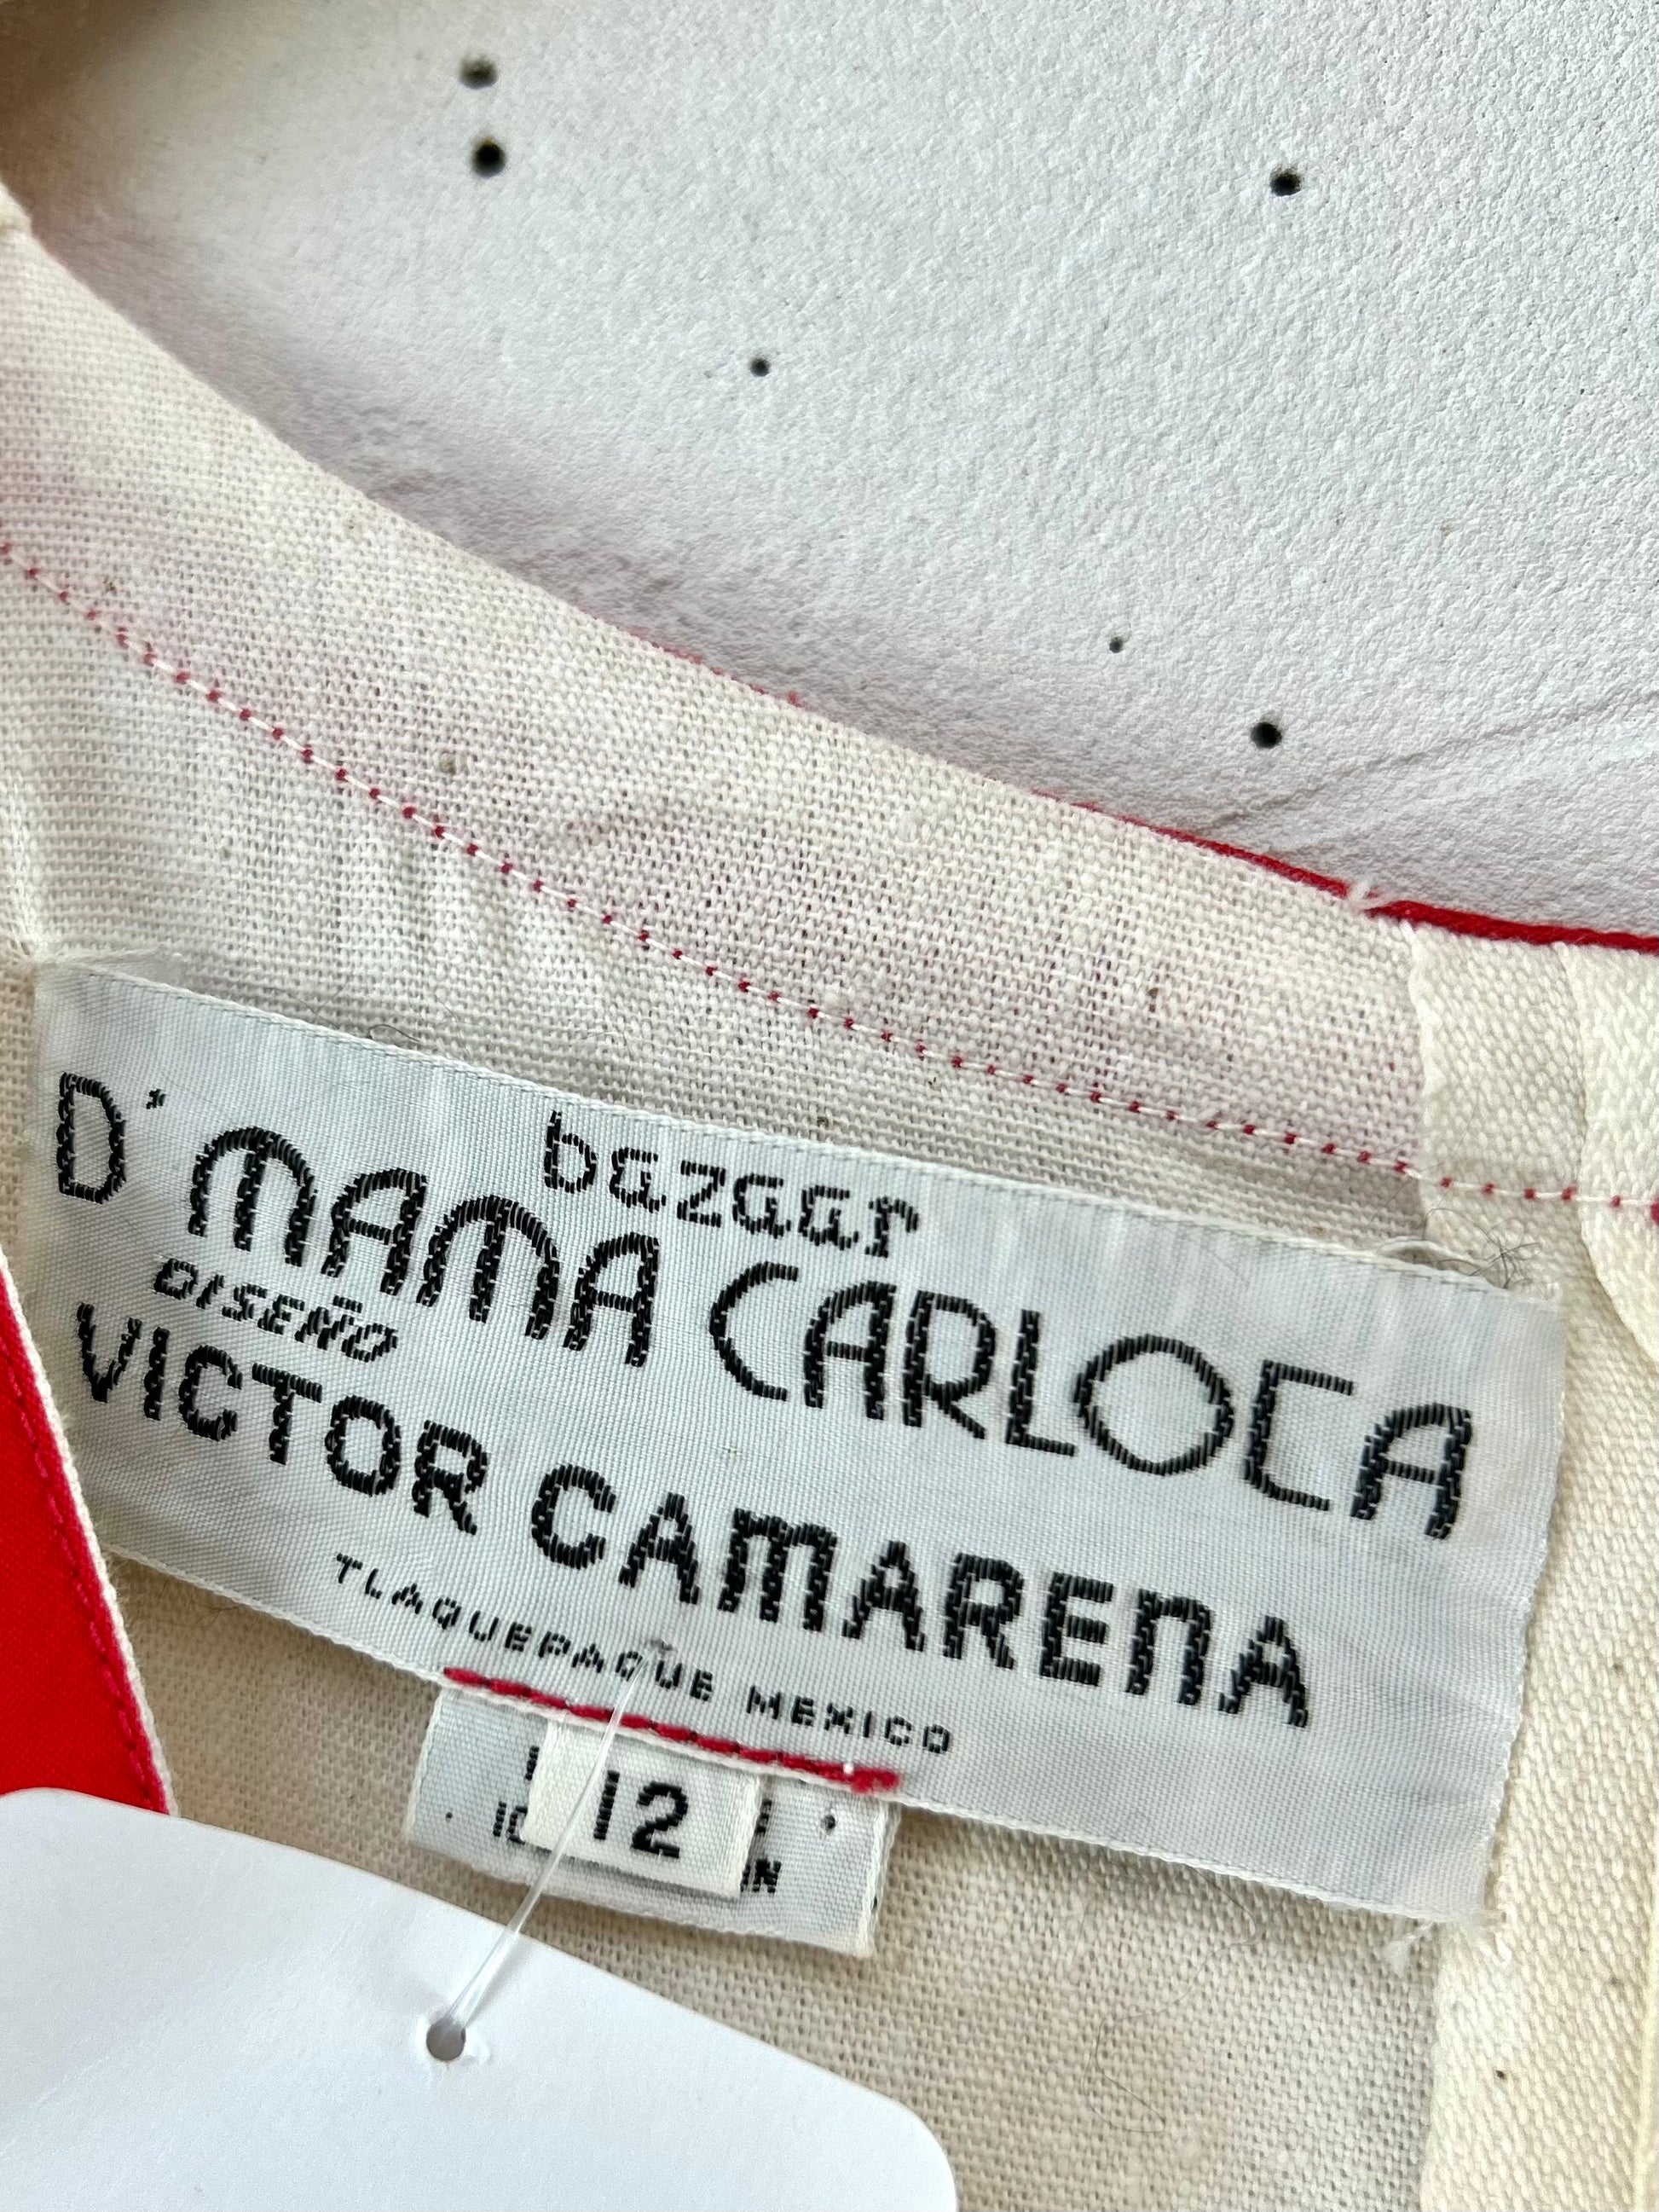 bazaar
D' MAMA CARLOCA
DISEÑO
VICTOR CAMARENA
TLAQUEPAQUE MEXICO
12